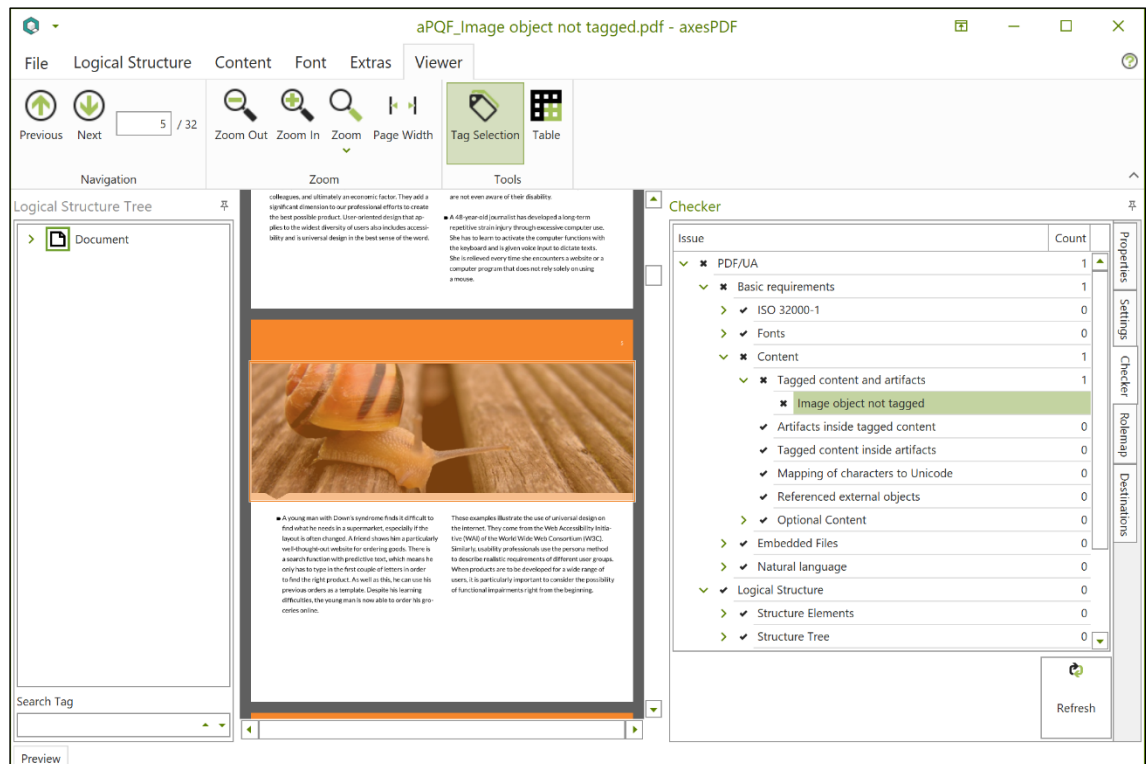 aPQF_Image object not tagged.pdf - axesPDF
File Logical Structure Content Font Extras Viewer
Previous Next 5 / 32 Zoom Out Zoom In Zoom Page Width Tag Selection Table
Navigation Zoom Tools
Logical Structure Tree
Document
Search Tag
Preview
colleagues, and ultimately an economic factor. They add a
significant dimension to our professional efforts to create
the best possible product. User-oriented design that ap-
plies to the widest diversity of users also includes accessi-
bility and is universal design in the best sense of the word.
are not even aware of their disability.
A 48-year-old journalist has developed a long-term
repetitive strain injury through excessive computer use.
She has to learn to activate the computer functions with
the keyboard and is given voice input to dictate texts.
She is relieved every time she encounters a website or a
computer program that does not rely solely on using
a mouse.
A young man with Down's syndrome finds it difficult to
find what he needs in a supermarket, especially if the
layout is often changed. A friend shows him a particularly
well-thought-out website for ordering goods. There is
a search function with predictive text, which means he
only has to type in the first couple of letters in order
to find the right product. As well as this, he can use his
previous orders as a template. Despite his learning
difficulties, the young man is now able to order his gro-
ceries online.
These examples illustrate the use of universal design on
the internet. They come from the Web Accessibility Initia-
tive (WAI) of the World Wide Web Consortium (W3C).
Similarly, usability professionals use the persona method
to describe realistic requirements of different user groups.
When products are to be developed for a wide range of
users, it is particularly important to consider the possibility
of functional impairments right from the beginning.
Checker
Issue Count
PDF/UA 1
Basic requirements 1
ISO 32000-1 0
Fonts 0
Content 1
Tagged content and artifacts 1
Image object not tagged
Artifacts inside tagged content 0
Tagged content inside artifacts 0
Mapping of characters to Unicode 0
Referenced external objects 0
Optional Content 0
Embedded Files 0
Natural language 0
Logical Structure 0
Structure Elements 0
Structure Tree 0
Refresh
Properties
Settings
Checker
Rolemap
Destinations